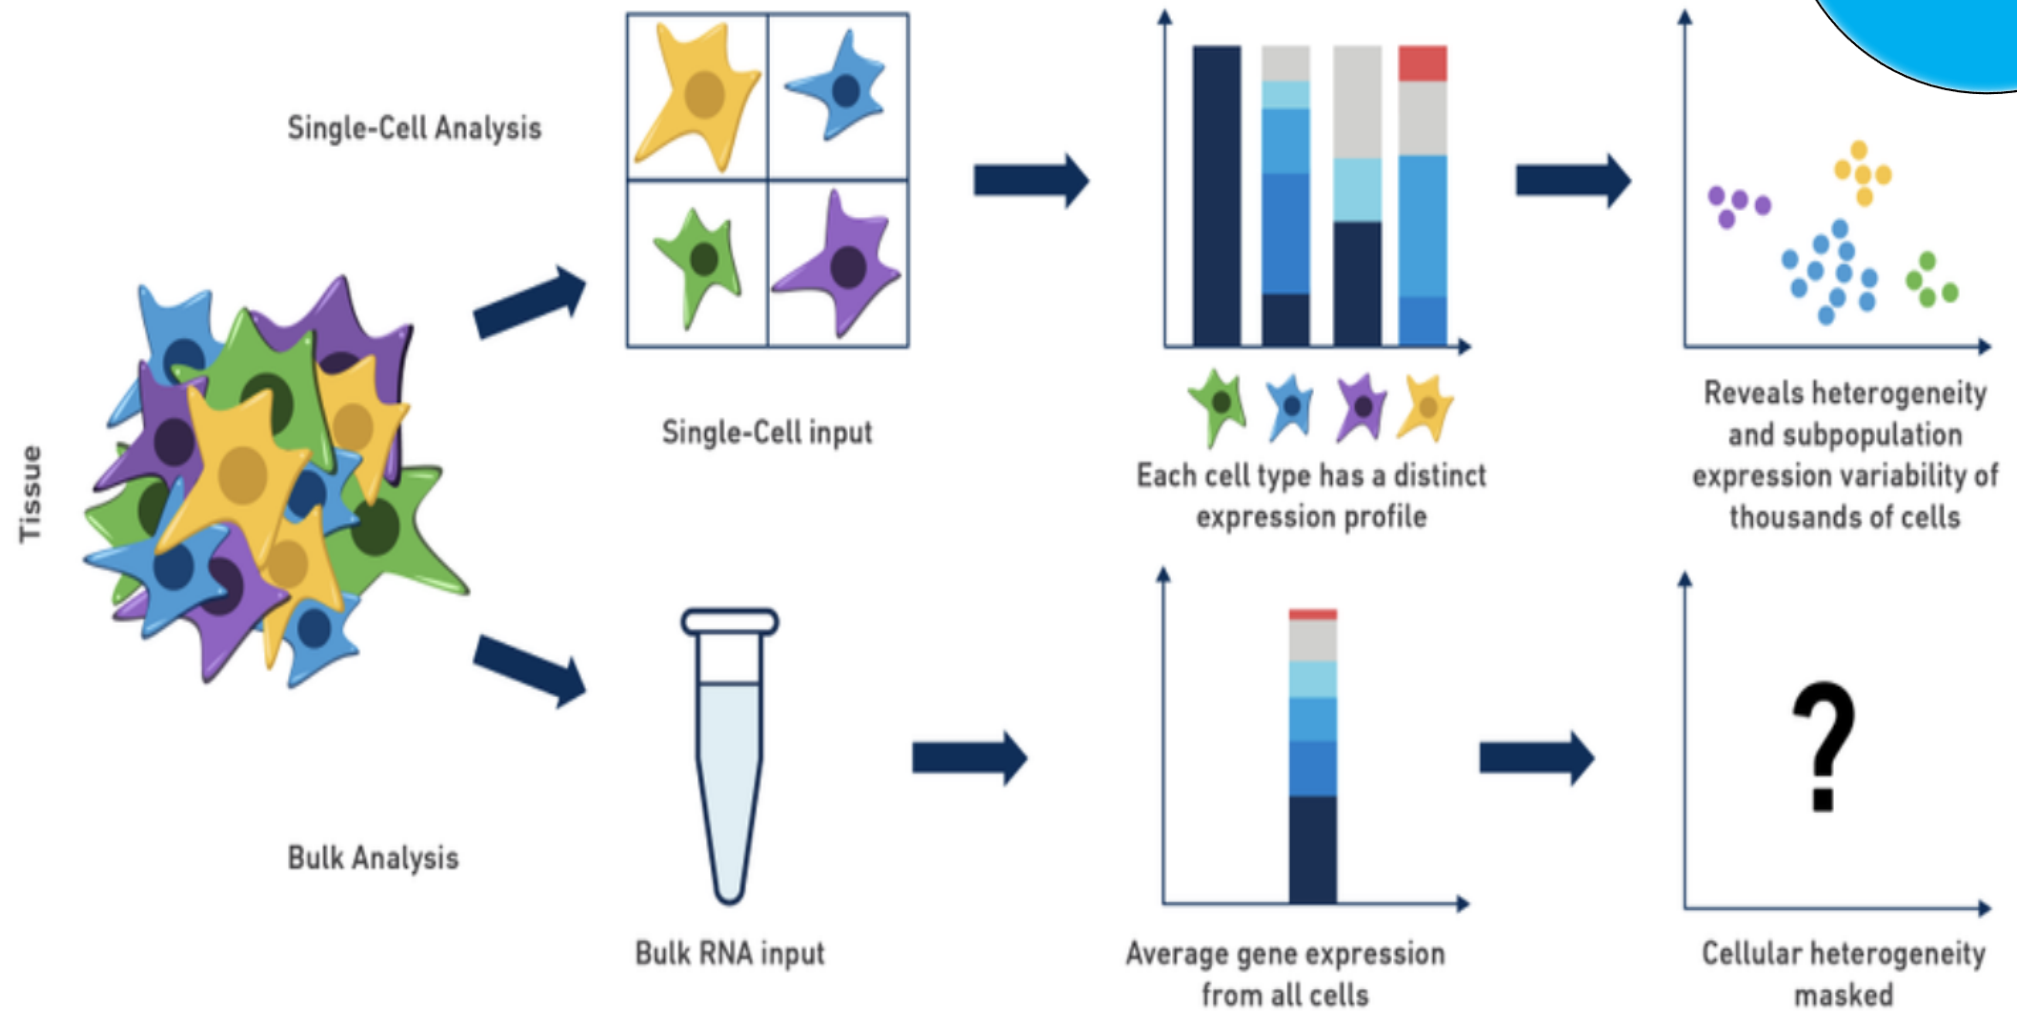 Single-Cell Analysis
Single-Cell input
Each cell type has a distinct
expression profile
Reveals heterogeneity
and subpopulation
expression variability of
thousands of cells
Tissue
Bulk Analysis
Bulk RNA input
Average gene expression
from all cells
?
Cellular heterogeneity
masked